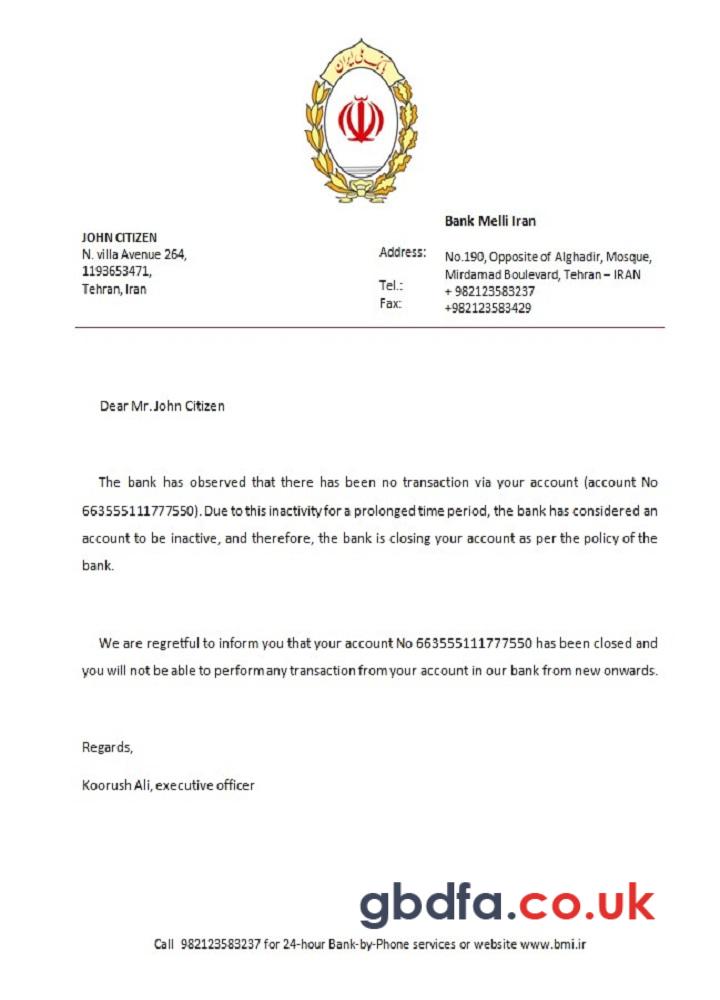 بانک ملی ایران
Bank Melli Iran
JOHN CITIZEN
N. villa Avenue 264,
1193653471,
Tehran, Iran
Address: No.190, Opposite of Alghadir, Mosque,
Mirdamad Boulevard, Tehran – IRAN
Tel.: + 982123583237
Fax: +982123583429
Dear Mr. John Citizen
The bank has observed that there has been no transaction via your account (account No
663555111777550). Due to this inactivity for a prolonged time period, the bank has considered an
account to be inactive, and therefore, the bank is closing your account as per the policy of the
bank.
We are regretful to inform you that your account No 663555111777550 has been closed and
you will not be able to perform any transaction from your account in our bank from new onwards.
Regards,
Koorush Ali, executive officer
gbdfa.co.uk
Call 982123583237 for 24-hour Bank-by-Phone services or website www.bmi.ir